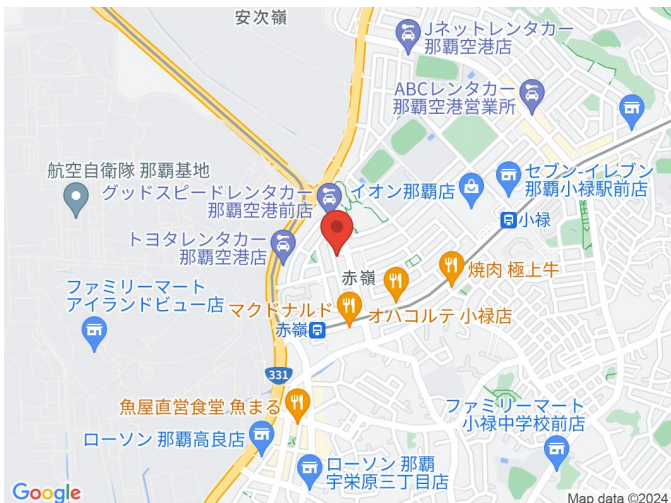 安次嶺
Jネットレンタカー
那覇空港店
ABCレンタカー
那覇空港営業所
航空自衛隊 那覇基地
グッドスピードレンタカー
那覇空港前店
イオン那覇店
セブン-イレブン
那覇小禄駅前店
小禄
トヨタレンタカー
那覇空港店
赤嶺
焼肉 極上牛
ファミリーマート
アイランドビュー店
マクドナルド
オハコルテ 小禄店
赤嶺
331
魚屋直営食堂 魚まる
ファミリーマート
小禄中学校前店
ローソン 那覇高良店
ローソン 那覇
宇栄原三丁目店
Google
Map data ©2024